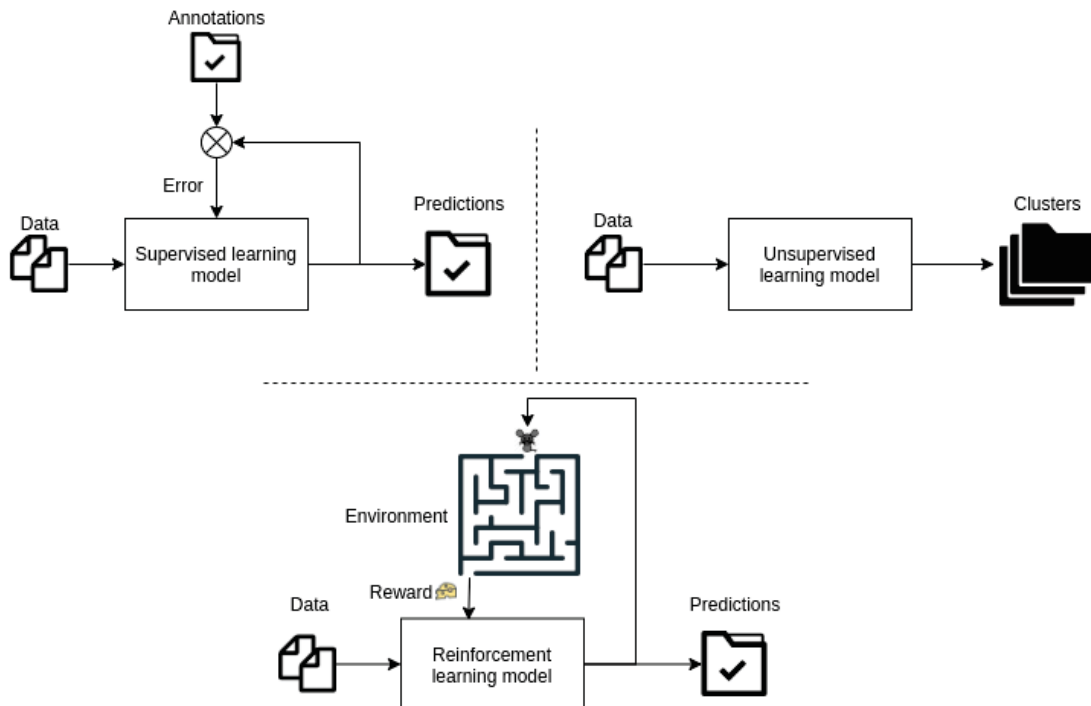 Annotations
Error
Data
Supervised learning
model
Predictions
Data
Unsupervised
learning model
Clusters
Environment
Reward
Data
Reinforcement
learning model
Predictions